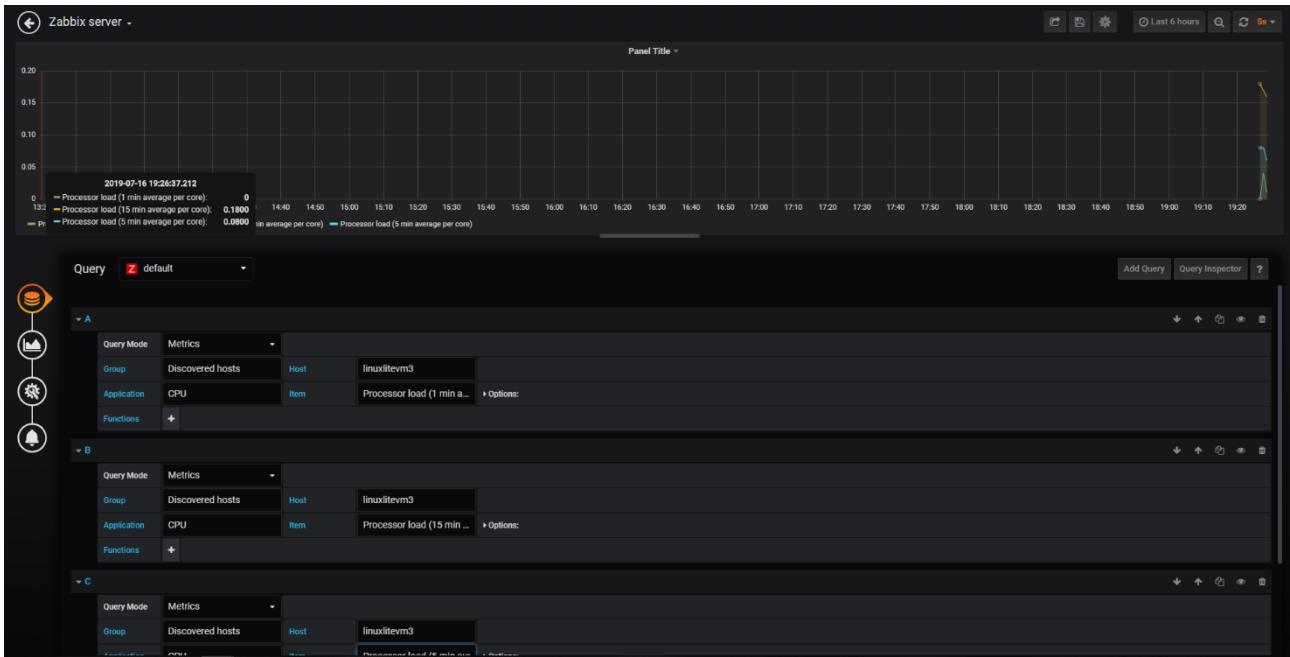 Zabbix server
Last 6 hours 5s
Panel Title
0.20
0.15
0.10
0.05
0
2019-07-16 19:26:37.212
Processor load (1 min average per core): 0
Processor load (15 min average per core): 0.1800
Processor load (5 min average per core): 0.0800
14:40 14:50 15:00 15:10 15:20 15:30 15:40 15:50 16:00 16:10 16:20 16:30 16:40 16:50 17:00 17:10 17:20 17:30 17:40 17:50 18:00 18:10 18:20 18:30 18:40 18:50 19:00 19:10 19:20
average per core) Processor load (5 min average per core)
Query Z default Add Query Query Inspector ?
A
Query Mode Metrics
Group Discovered hosts Host linuxlitevm3
Application CPU Item Processor load (1 min a... Options:
Functions +
B
Query Mode Metrics
Group Discovered hosts Host linuxlitevm3
Application CPU Item Processor load (15 min ... Options:
Functions +
C
Query Mode Metrics
Group Discovered hosts Host linuxlitevm3